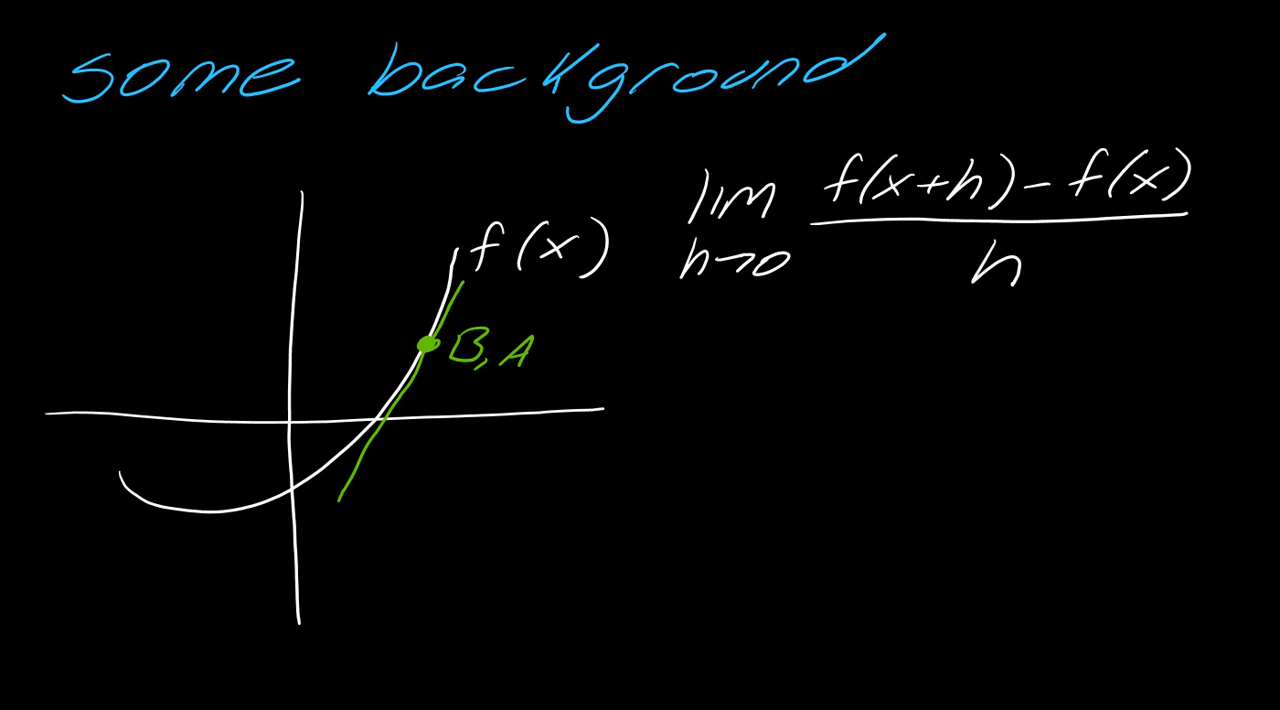 some background
lim f(x+h) - f(x)
h→0 h
f(x)
B, A